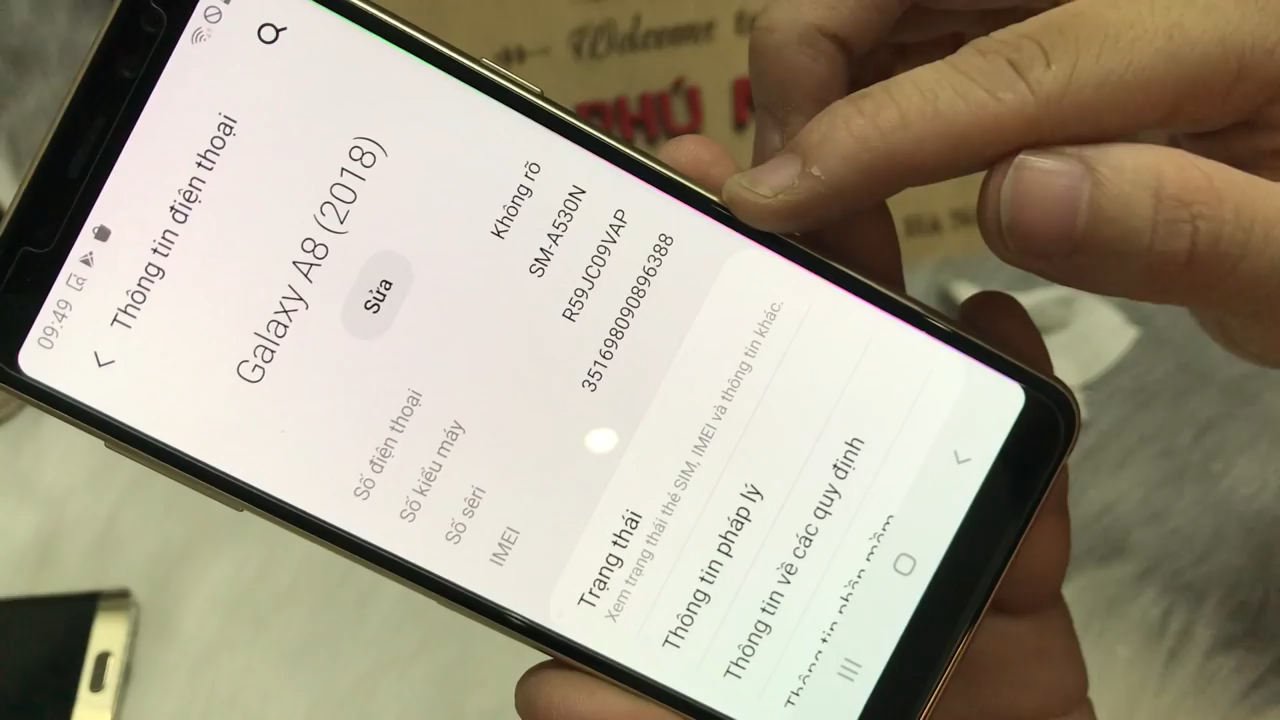 09:49
Thông tin điện thoại
Galaxy A8 (2018)
Sửa
Số điện thoại Không rõ
Số kiểu máy SM-A530N
Số sêri R59JC09VAP
IMEI 351698090896388
Trạng thái
Xem trạng thái thẻ SIM, IMEI và thông tin khác.
Thông tin pháp lý
Thông tin về các quy định
Thông tin phần mềm
Welcome
PHÚ